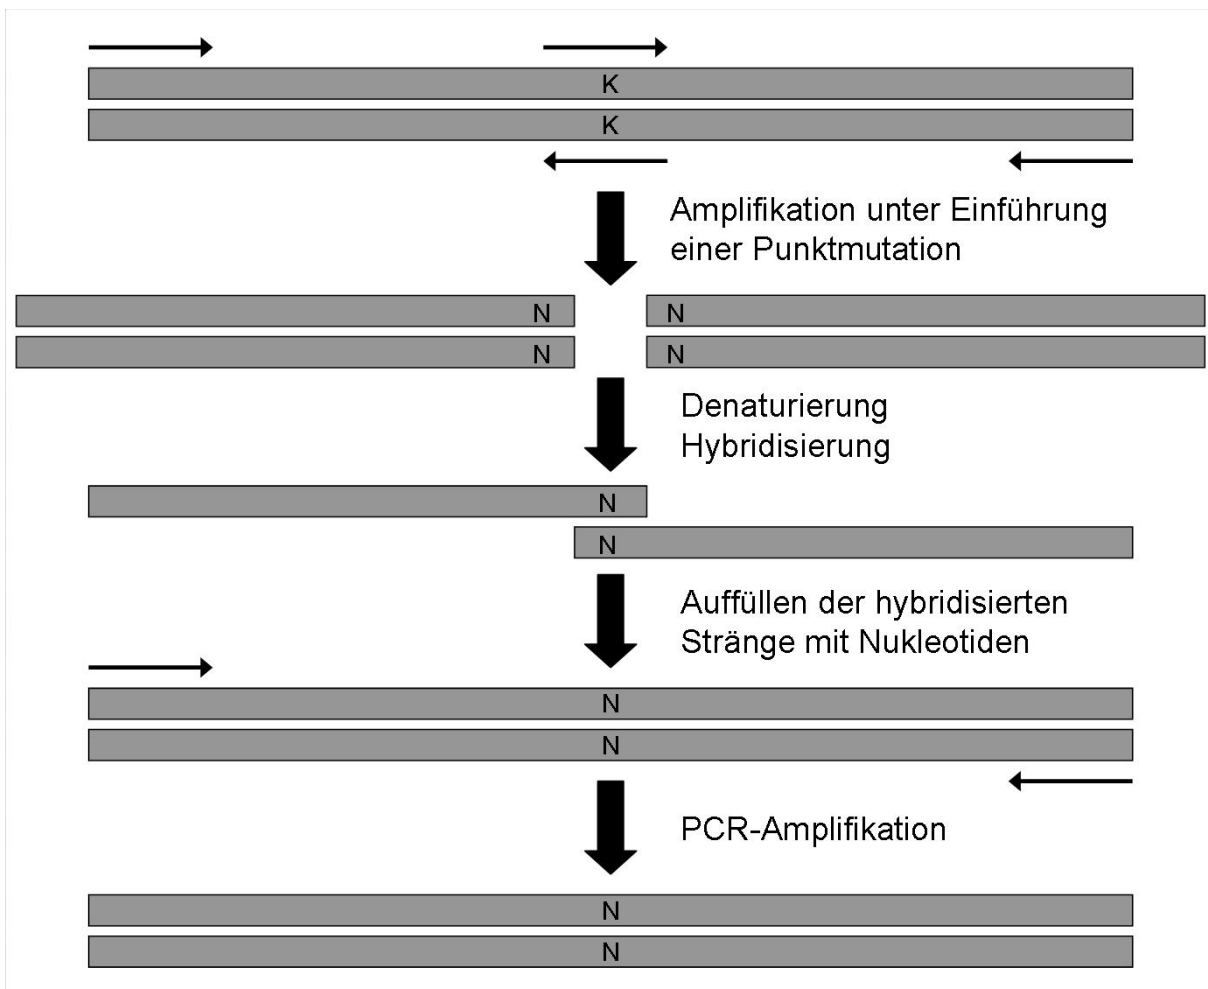 K
K
Amplifikation unter Einführung
einer Punktmutation
N N
N N
Denaturierung
Hybridisierung
N
N
Auffüllen der hybridisierten
Stränge mit Nukleotiden
N
N
PCR-Amplifikation
N
N